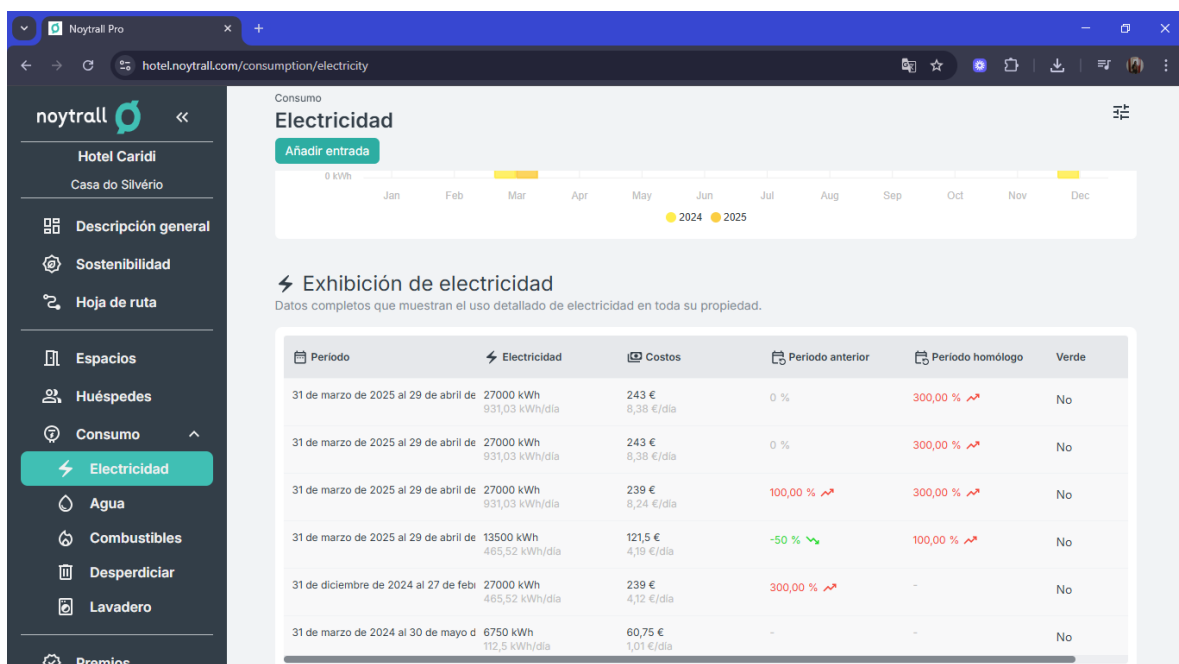 Noytrall Pro
hotel.noytrall.com/consumption/electricity
noytrall
Hotel Caridi
Casa do Silvério
Descripción general
Sostenibilidad
Hoja de ruta
Espacios
Huéspedes
Consumo
Electricidad
Agua
Combustibles
Desperdiciar
Lavadero
Premios
Consumo
Electricidad
Añadir entrada
0 kWh
Jan Feb Mar Apr May Jun Jul Aug Sep Oct Nov Dec
2024 2025
Exhibición de electricidad
Datos completos que muestran el uso detallado de electricidad en toda su propiedad.
Período Electricidad Costos Periodo anterior Período homólogo Verde
31 de marzo de 2025 al 29 de abril de 27000 kWh 243 € 0 % 300,00 % No
931,03 kWh/día 8,38 €/día
31 de marzo de 2025 al 29 de abril de 27000 kWh 243 € 0 % 300,00 % No
931,03 kWh/día 8,38 €/día
31 de marzo de 2025 al 29 de abril de 27000 kWh 239 € 100,00 % 300,00 % No
931,03 kWh/día 8,24 €/día
31 de marzo de 2025 al 29 de abril de 13500 kWh 121,5 € -50 % 100,00 % No
465,52 kWh/día 4,19 €/día
31 de diciembre de 2024 al 27 de feb 27000 kWh 239 € 300,00 % - No
465,52 kWh/día 4,12 €/día
31 de marzo de 2024 al 30 de mayo d 6750 kWh 60,75 € - - No
112,5 kWh/día 1,01 €/día